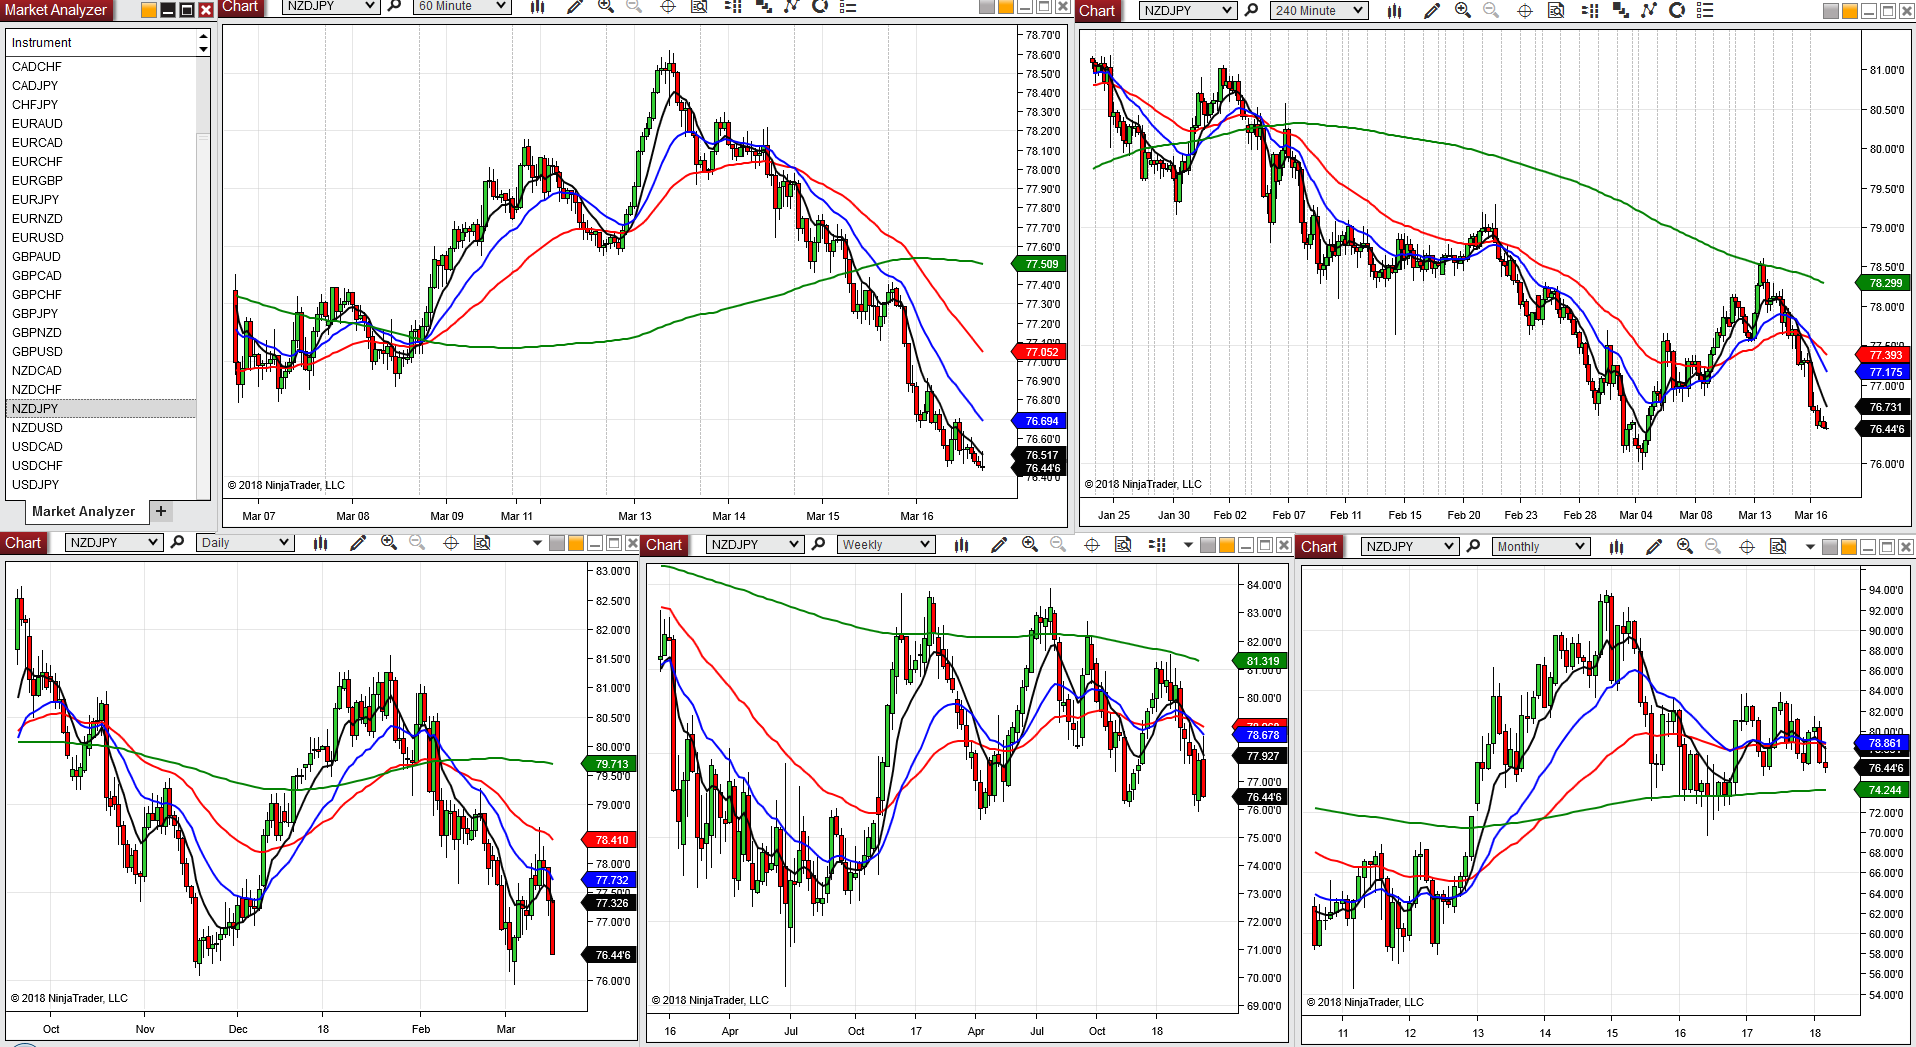 Market Analyzer
Instrument
CADCHF
CADJPY
CHFJPY
EURAUD
EURCAD
EURCHF
EURGBP
EURJPY
EURNZD
EURUSD
GBPAUD
GBPCAD
GBPCHF
GBPJPY
GBPNZD
GBPUSD
NZDCAD
NZDCHF
NZDJPY
NZDUSD
USDCAD
USDCHF
USDJPY
Market Analyzer +
Chart NZDJPY 60 Minute
78.70'0
78.60'0
78.50'0
78.40'0
78.30'0
78.20'0
78.10'0
78.00'0
77.90'0
77.80'0
77.70'0
77.60'0
77.509
77.40'0
77.30'0
77.20'0
77.10'0
77.052
77.00'0
76.90'0
76.80'0
76.694
76.60'0
76.517
76.44'6
76.40'0
© 2018 NinjaTrader, LLC
Mar 07 Mar 08 Mar 09 Mar 11 Mar 13 Mar 14 Mar 15 Mar 16
Chart NZDJPY 240 Minute
81.00'0
80.50'0
80.00'0
79.50'0
79.00'0
78.50'0
78.299
78.00'0
77.50'0
77.393
77.175
77.00'0
76.731
76.44'6
76.00'0
© 2018 NinjaTrader, LLC
Jan 25 Jan 30 Feb 02 Feb 07 Feb 11 Feb 15 Feb 20 Feb 23 Feb 28 Mar 04 Mar 08 Mar 13 Mar 16
Chart NZDJPY Daily
83.00'0
82.50'0
82.00'0
81.50'0
81.00'0
80.50'0
80.00'0
79.713
79.50'0
79.00'0
78.410
78.00'0
77.732
77.50'0
77.326
77.00'0
76.44'6
76.00'0
© 2018 NinjaTrader, LLC
Oct Nov Dec 18 Feb Mar
Chart NZDJPY Weekly
84.00'0
83.00'0
82.00'0
81.319
81.00'0
80.00'0
78.678
77.927
77.00'0
76.44'6
76.00'0
75.00'0
74.00'0
73.00'0
72.00'0
71.00'0
70.00'0
69.00'0
© 2018 NinjaTrader, LLC
16 Apr Jul Oct 17 Apr Jul Oct 18
Chart NZDJPY Monthly
94.00'0
92.00'0
90.00'0
88.00'0
86.00'0
84.00'0
82.00'0
80.00'0
78.861
76.44'6
74.244
72.00'0
70.00'0
68.00'0
66.00'0
64.00'0
62.00'0
60.00'0
58.00'0
56.00'0
54.00'0
© 2018 NinjaTrader, LLC
11 12 13 14 15 16 17 18